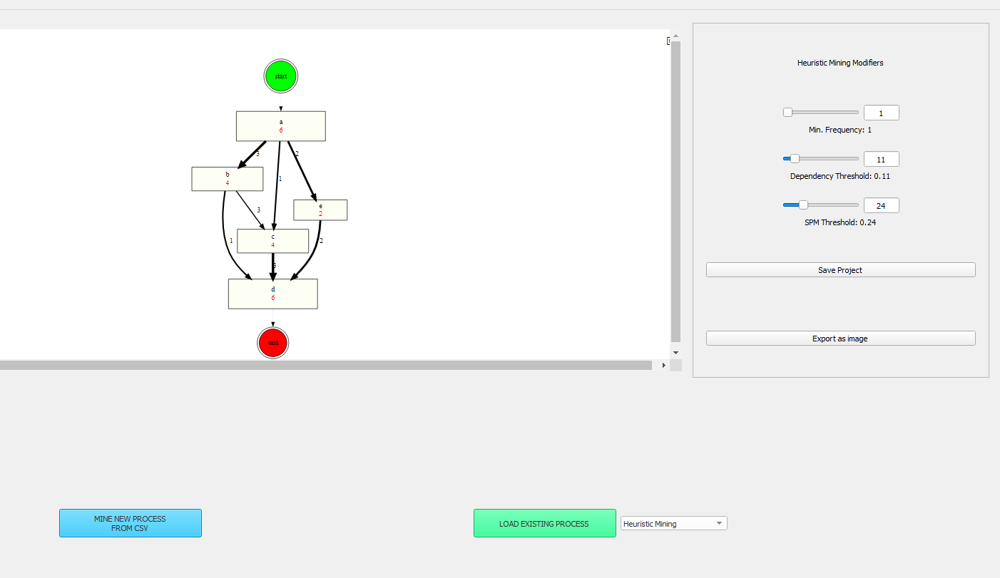 start
a
6
3
2
b
4
1
e
2
3
c
4
1
2
3
d
6
end
Heuristic Mining Modifiers
1
Min. Frequency: 1
11
Dependency Threshold: 0.11
24
SPM Threshold: 0.24
Save Project
Export as image
MINE NEW PROCESS
FROM CSV
LOAD EXISTING PROCESS
Heuristic Mining